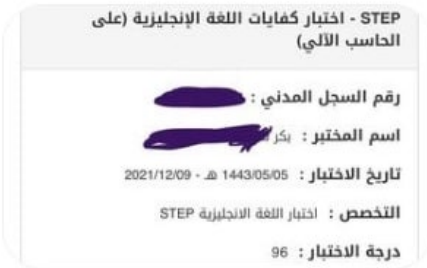 STEP - اختبار كفايات اللغة الإنجليزية (على
الحاسب الآلي)
رقم السجل المدني :
اسم المختبر : بكر
تاريخ الاختبار : 1443/05/05 هـ - 2021/12/09
التخصص : اختبار اللغة الانجليزية STEP
درجة الاختبار : 96